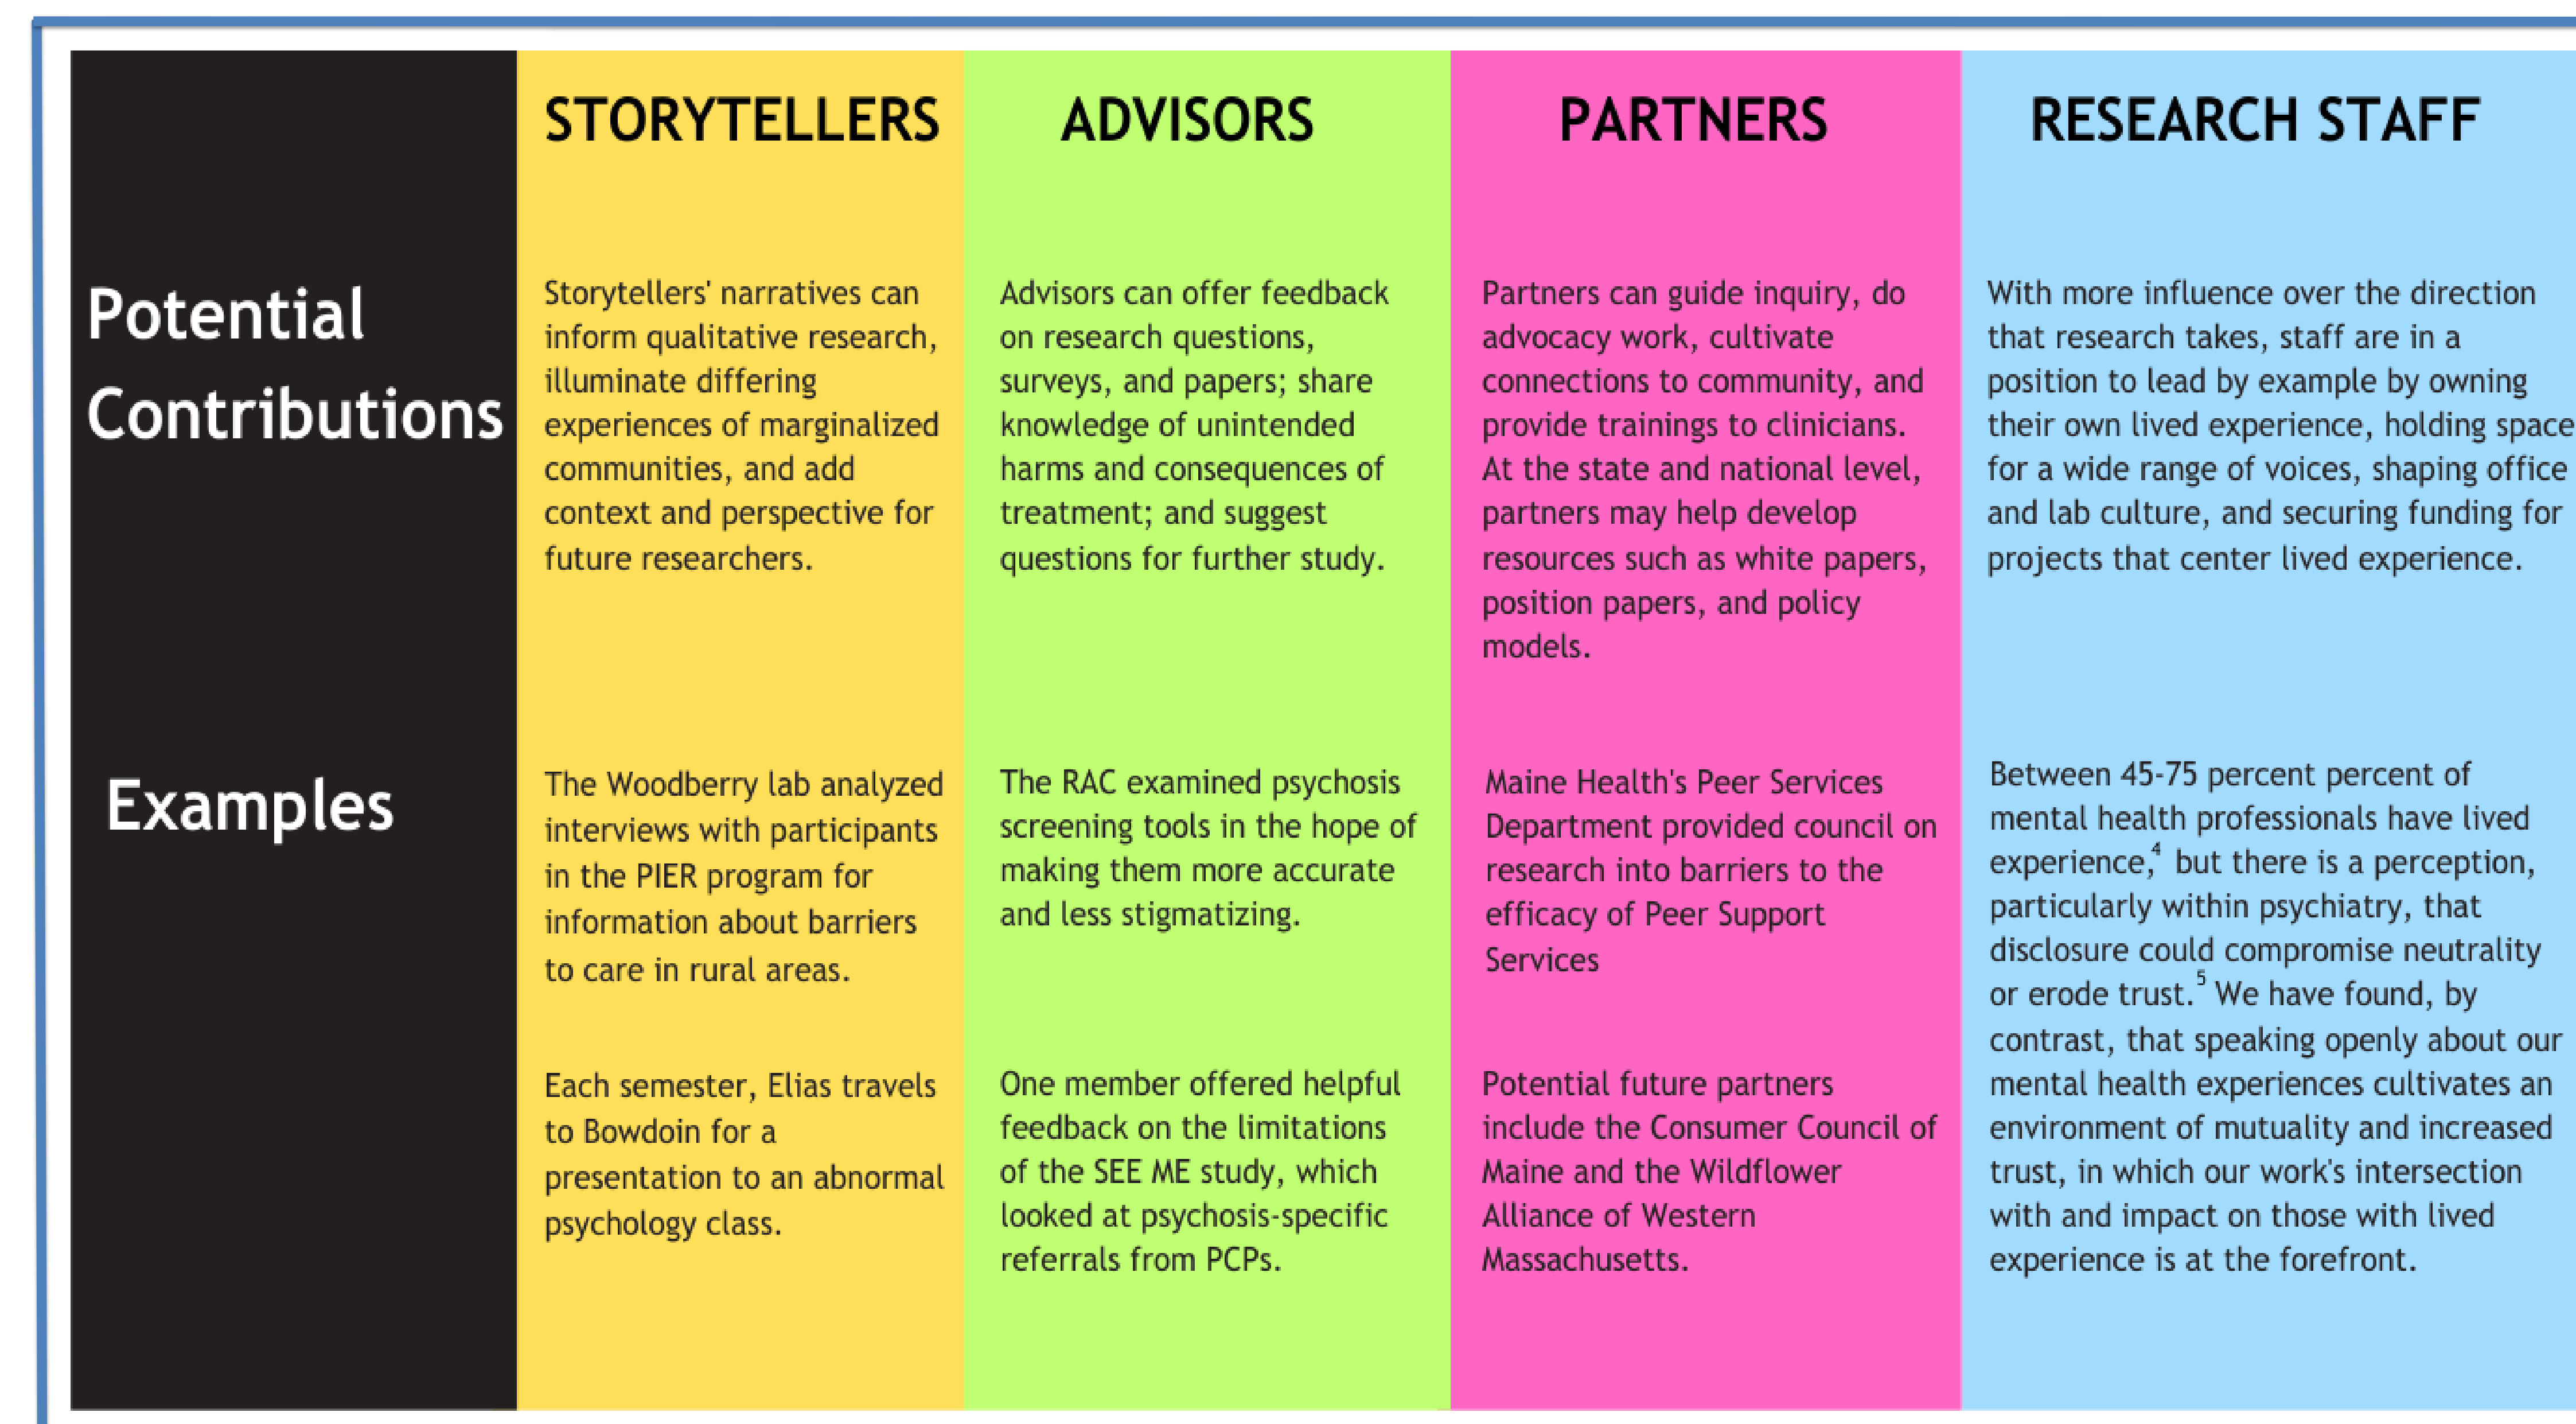 STORYTELLERS
ADVISORS
PARTNERS
RESEARCH STAFF
Potential
Contributions
Storytellers' narratives can
inform qualitative research,
illuminate differing
experiences of marginalized
communities, and add
context and perspective for
future researchers.
Advisors can offer feedback
on research questions,
surveys, and papers; share
knowledge of unintended
harms and consequences of
treatment; and suggest
questions for further study.
Partners can guide inquiry, do
advocacy work, cultivate
connections to community, and
provide trainings to clinicians.
At the state and national level,
partners may help develop
resources such as white papers,
position papers, and policy
models.
With more influence over the direction
that research takes, staff are in a
position to lead by example by owning
their own lived experience, holding space
for a wide range of voices, shaping office
and lab culture, and securing funding for
projects that center lived experience.
Examples
The Woodberry lab analyzed
interviews with participants
in the PIER program for
information about barriers
to care in rural areas.
Each semester, Elias travels
to Bowdoin for a
presentation to an abnormal
psychology class.
The RAC examined psychosis
screening tools in the hope of
making them more accurate
and less stigmatizing.
One member offered helpful
feedback on the limitations
of the SEE ME study, which
looked at psychosis-specific
referrals from PCPs.
Maine Health's Peer Services
Department provided council on
research into barriers to the
efficacy of Peer Support
Services
Potential future partners
include the Consumer Council of
Maine and the Wildflower
Alliance of Western
Massachusetts.
Between 45-75 percent percent of
mental health professionals have lived
experience,4 but there is a perception,
particularly within psychiatry, that
disclosure could compromise neutrality
or erode trust.5 We have found, by
contrast, that speaking openly about our
mental health experiences cultivates an
environment of mutuality and increased
trust, in which our work's intersection
with and impact on those with lived
experience is at the forefront.